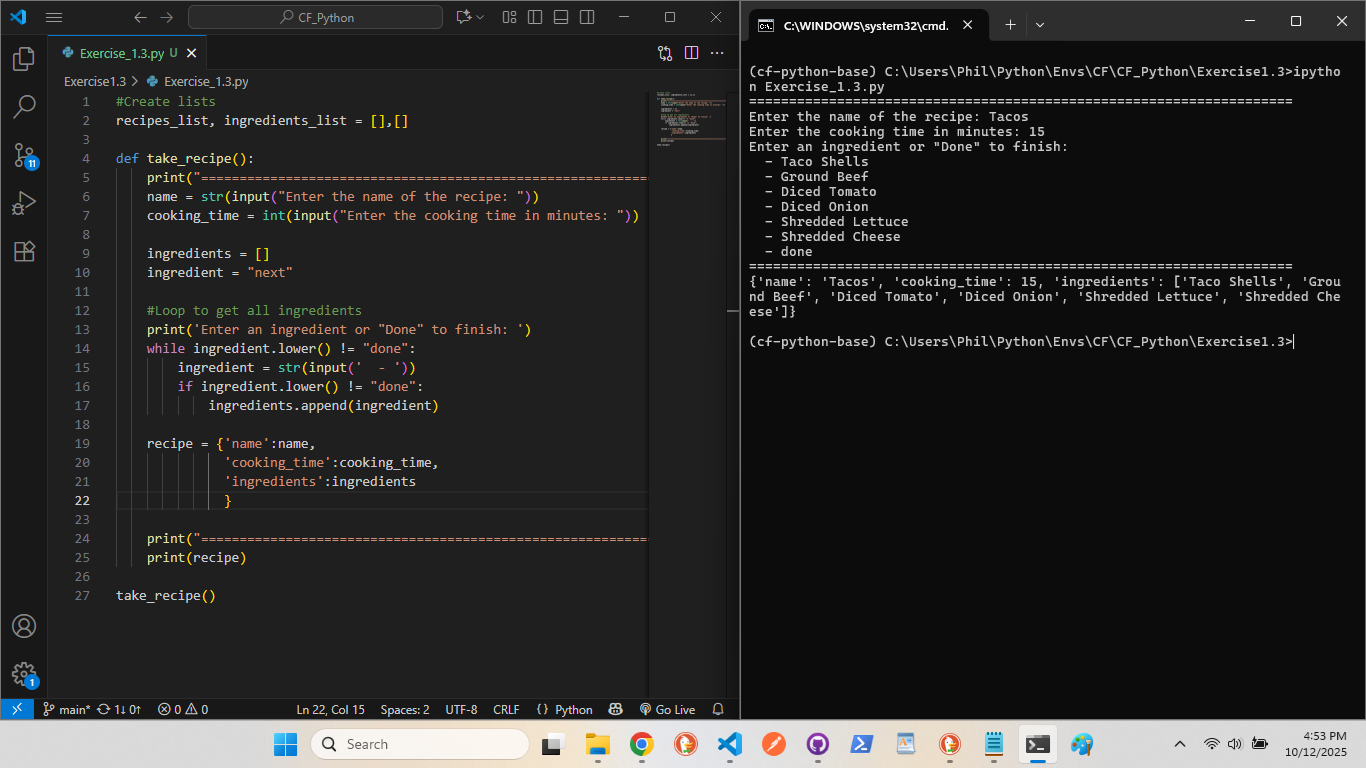 CF_Python
Exercise_1.3.py U
Exercise1.3 > Exercise_1.3.py
1 #Create lists
2 recipes_list, ingredients_list = [],[]
3
4 def take_recipe():
5 print("==========================================================
6 name = str(input("Enter the name of the recipe: "))
7 cooking_time = int(input("Enter the cooking time in minutes: "))
8
9 ingredients = []
10 ingredient = "next"
11
12 #Loop to get all ingredients
13 print('Enter an ingredient or "Done" to finish: ')
14 while ingredient.lower() != "done":
15 ingredient = str(input('  - '))
16 if ingredient.lower() != "done":
17 ingredients.append(ingredient)
18
19 recipe = {'name':name,
20 'cooking_time':cooking_time,
21 'ingredients':ingredients
22 }
23
24 print("==========================================================
25 print(recipe)
26
27 take_recipe()
11
1
main* 1↓ 0↑ 0 0 Ln 22, Col 15 Spaces: 2 UTF-8 CRLF {} Python Go Live
C:\WINDOWS\system32\cmd.
(cf-python-base) C:\Users\Phil\Python\Envs\CF\CF_Python\Exercise1.3>ipytho
n Exercise_1.3.py
====================================================================
Enter the name of the recipe: Tacos
Enter the cooking time in minutes: 15
Enter an ingredient or "Done" to finish:
  - Taco Shells
  - Ground Beef
  - Diced Tomato
  - Diced Onion
  - Shredded Lettuce
  - Shredded Cheese
  - done
====================================================================
{'name': 'Tacos', 'cooking_time': 15, 'ingredients': ['Taco Shells', 'Grou
nd Beef', 'Diced Tomato', 'Diced Onion', 'Shredded Lettuce', 'Shredded Che
ese']}
(cf-python-base) C:\Users\Phil\Python\Envs\CF\CF_Python\Exercise1.3>
Search
4:53 PM
10/12/2025